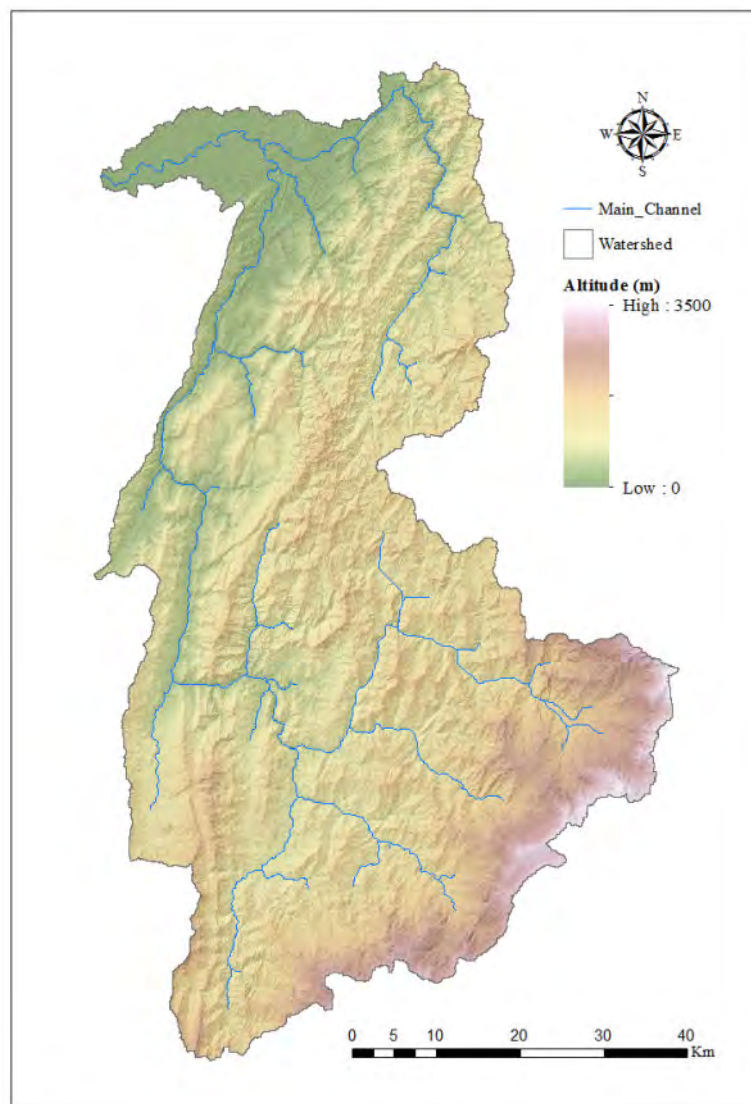 N
W E
S
Main_Channel
Watershed
Altitude (m)
High : 3500
Low : 0
0 5 10 20 30 40
Km